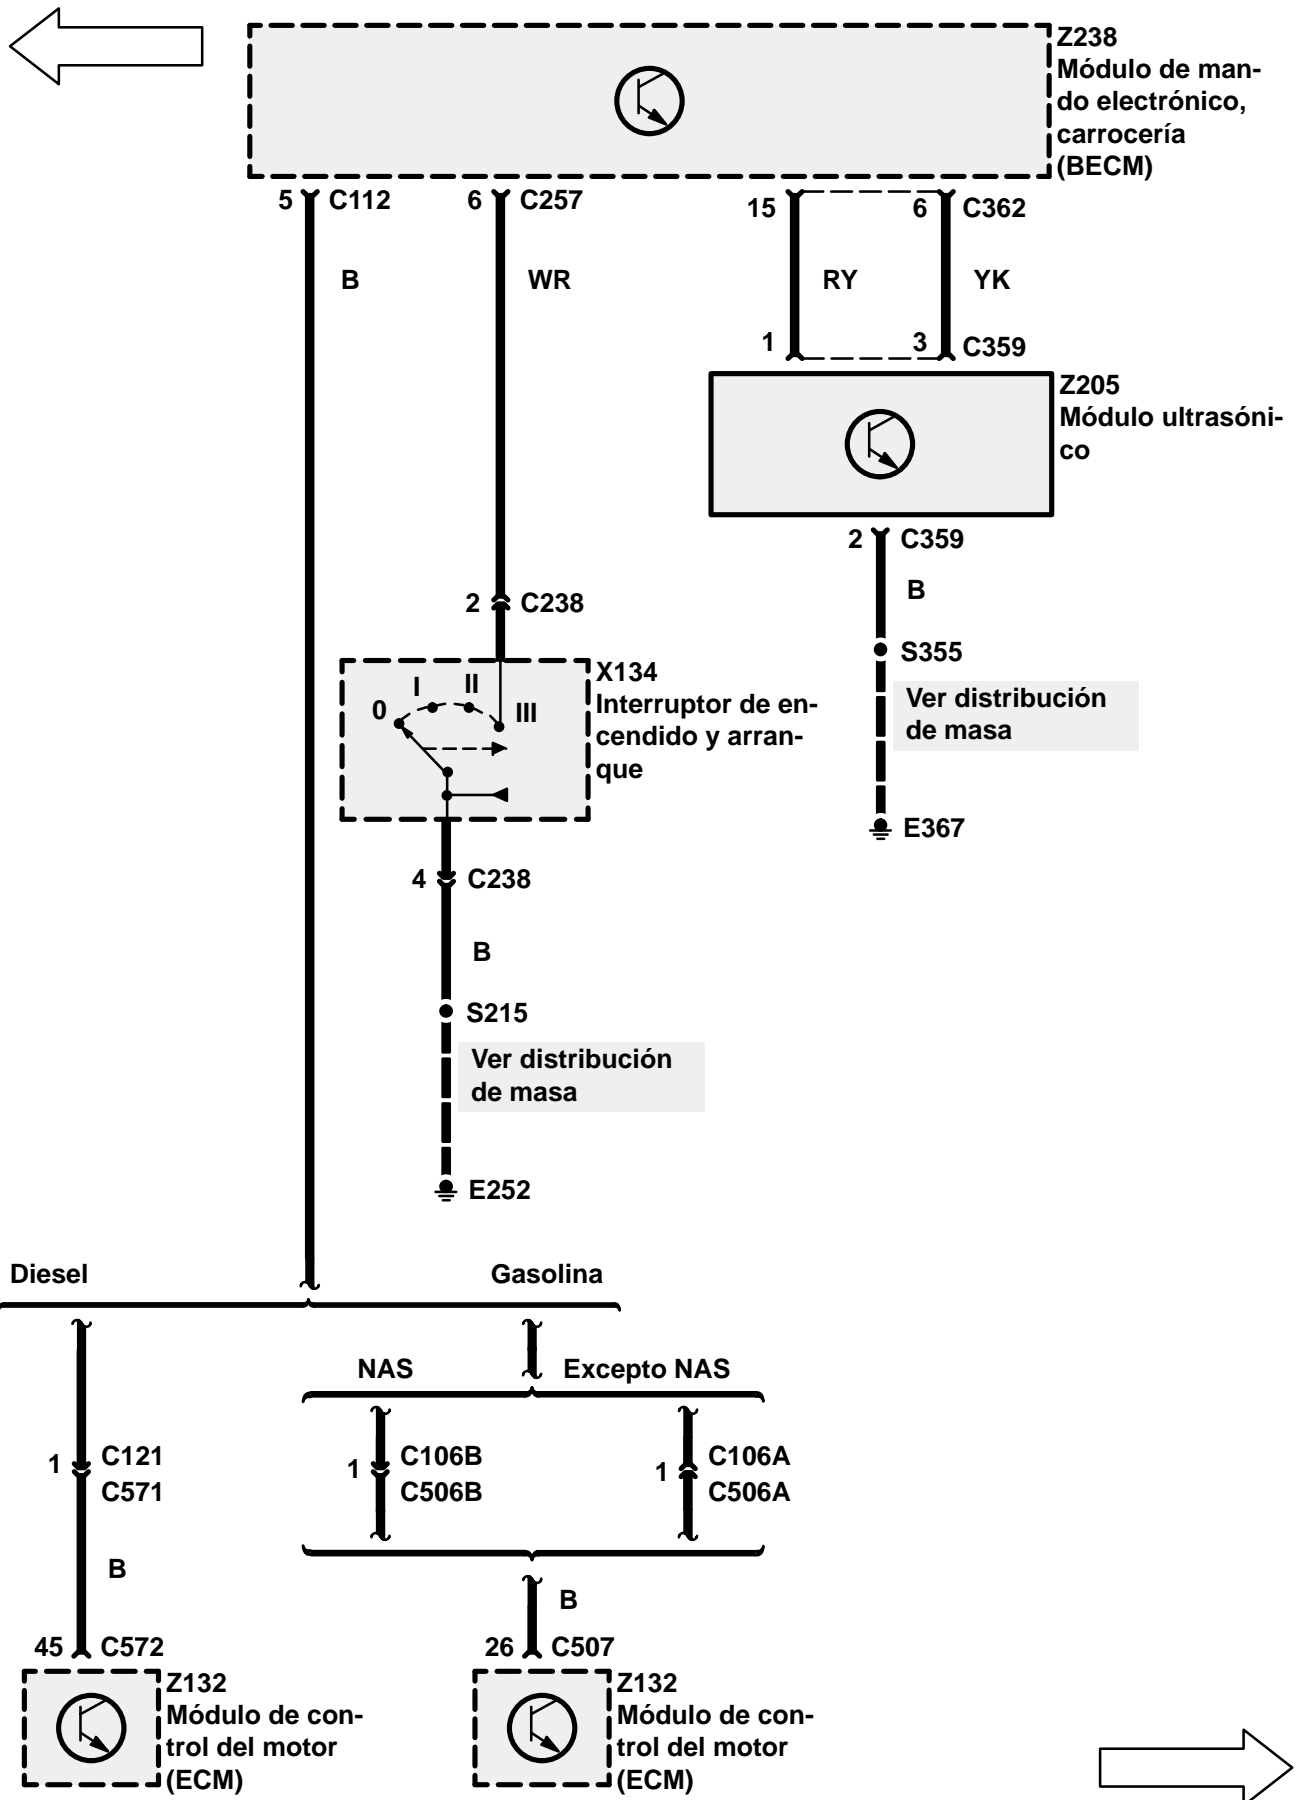 Z238
Módulo de man-
do electrónico,
carrocería
(BECM)
5 C112
6 C257
15
6 C362
B
WR
RY
YK
1
3 C359
Z205
Módulo ultrasóni-
co
2 C359
B
2 C238
S355
X134
Interruptor de en-
cendido y arran-
que
0
I
II
III
Ver distribución
de masa
E367
4 C238
B
S215
Ver distribución
de masa
E252
Diesel
Gasolina
NAS
Excepto NAS
1
C121
C571
1
C106B
C506B
1
C106A
C506A
B
B
45 C572
26 C507
Z132
Módulo de con-
trol del motor
(ECM)
Z132
Módulo de con-
trol del motor
(ECM)